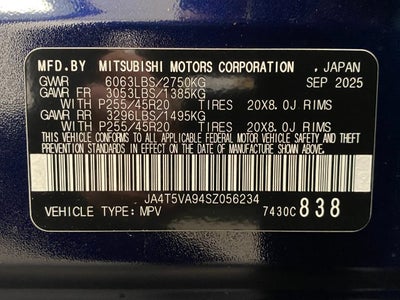 MFD.BY MITSUBISHI MOTORS CORPORATION , JAPAN
GVWR 6063LBS/2750KG SEP 2025
GAWR FR 3053LBS/1385KG
WITH P255/45R20 TIRES 20X8.0J RIMS
GAWR RR 3296LBS/1495KG
WITH P255/45R20 TIRES 20X8.0J RIMS
THIS VEHICLE CONFORMS TO ALL APPLICABLE FEDERAL MOTOR
VEHICLE SAFETY STANDARDS IN EFFECT
ON THE DATE OF MANUFACTURE SHOWN ABOVE.
JA4T5VA94SZ056234
VEHICLE TYPE: MPV 7430C 838